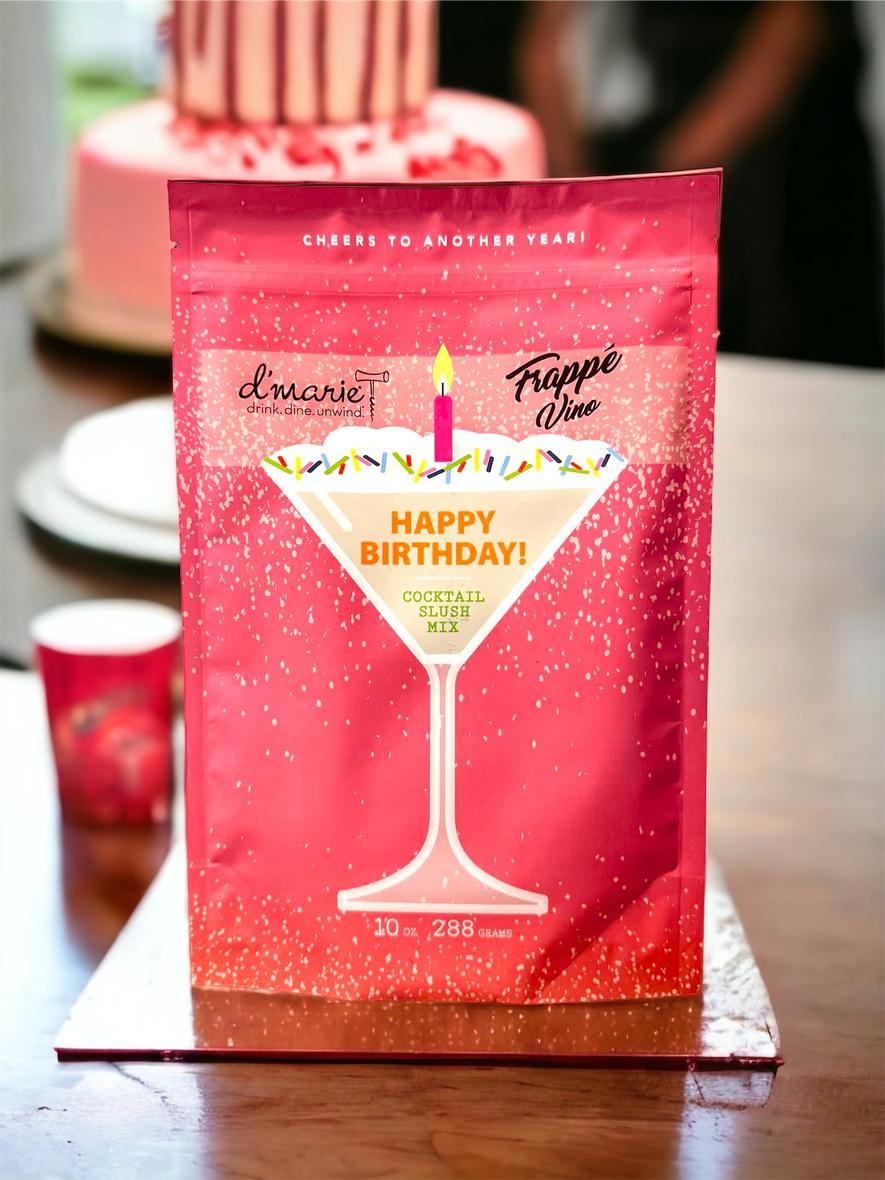 CHEERS TO ANOTHER YEAR!
d'marie
drink. dine. unwind.
Frappé
Vino
HAPPY
BIRTHDAY!
COCKTAIL
SLUSH
MIX
10 OZ 288 GRAMS